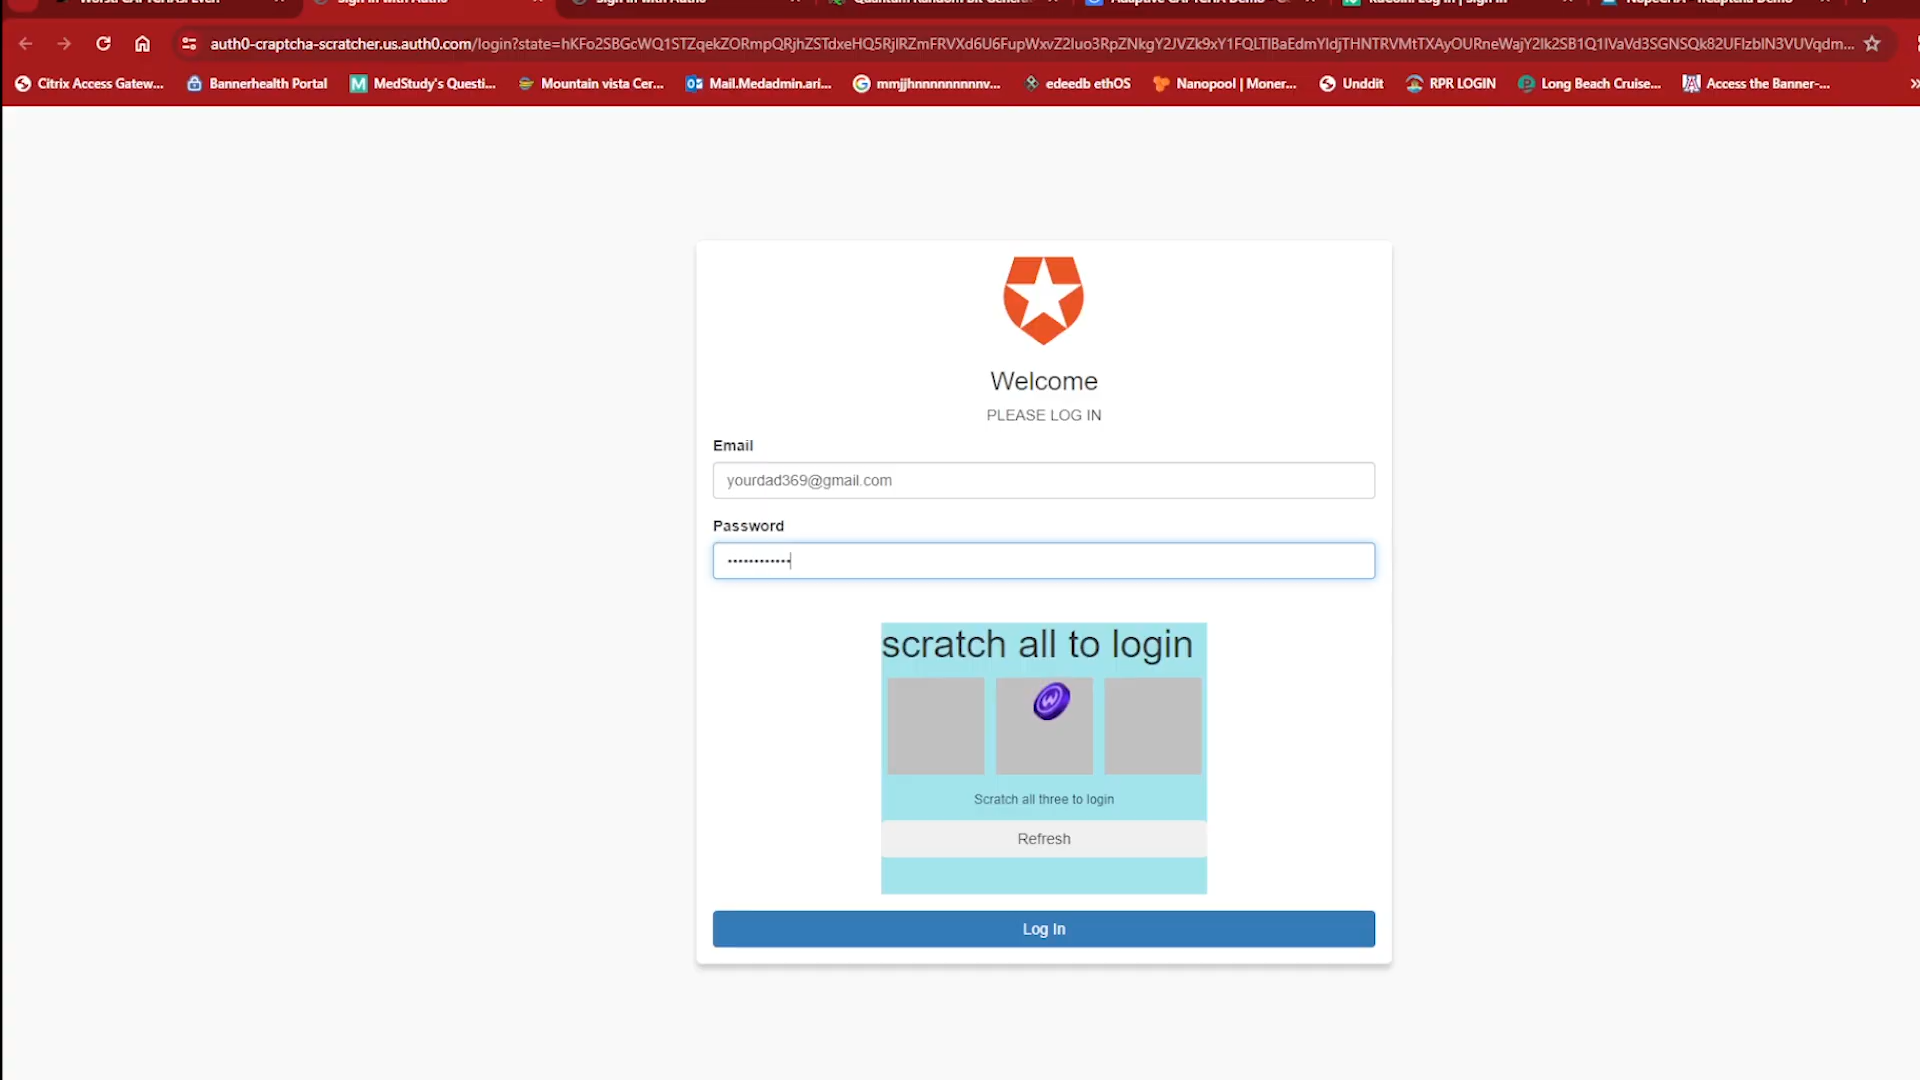 auth0-craptcha-scratcher.us.auth0.com/login?state=
Citrix Access Gatew... Bannerhealth Portal MedStudy's Questi... Mountain vista Cer... Mail.Medadmin.ari... mmjjhnnnnnnnnnv... edeedb ethOS Nanopool | Moner... Unddit RPR LOGIN Long Beach Cruise... Access the Banner-...
Welcome
PLEASE LOG IN
Email
yourdad369@gmail.com
Password
scratch all to login
Scratch all three to login
Refresh
Log In